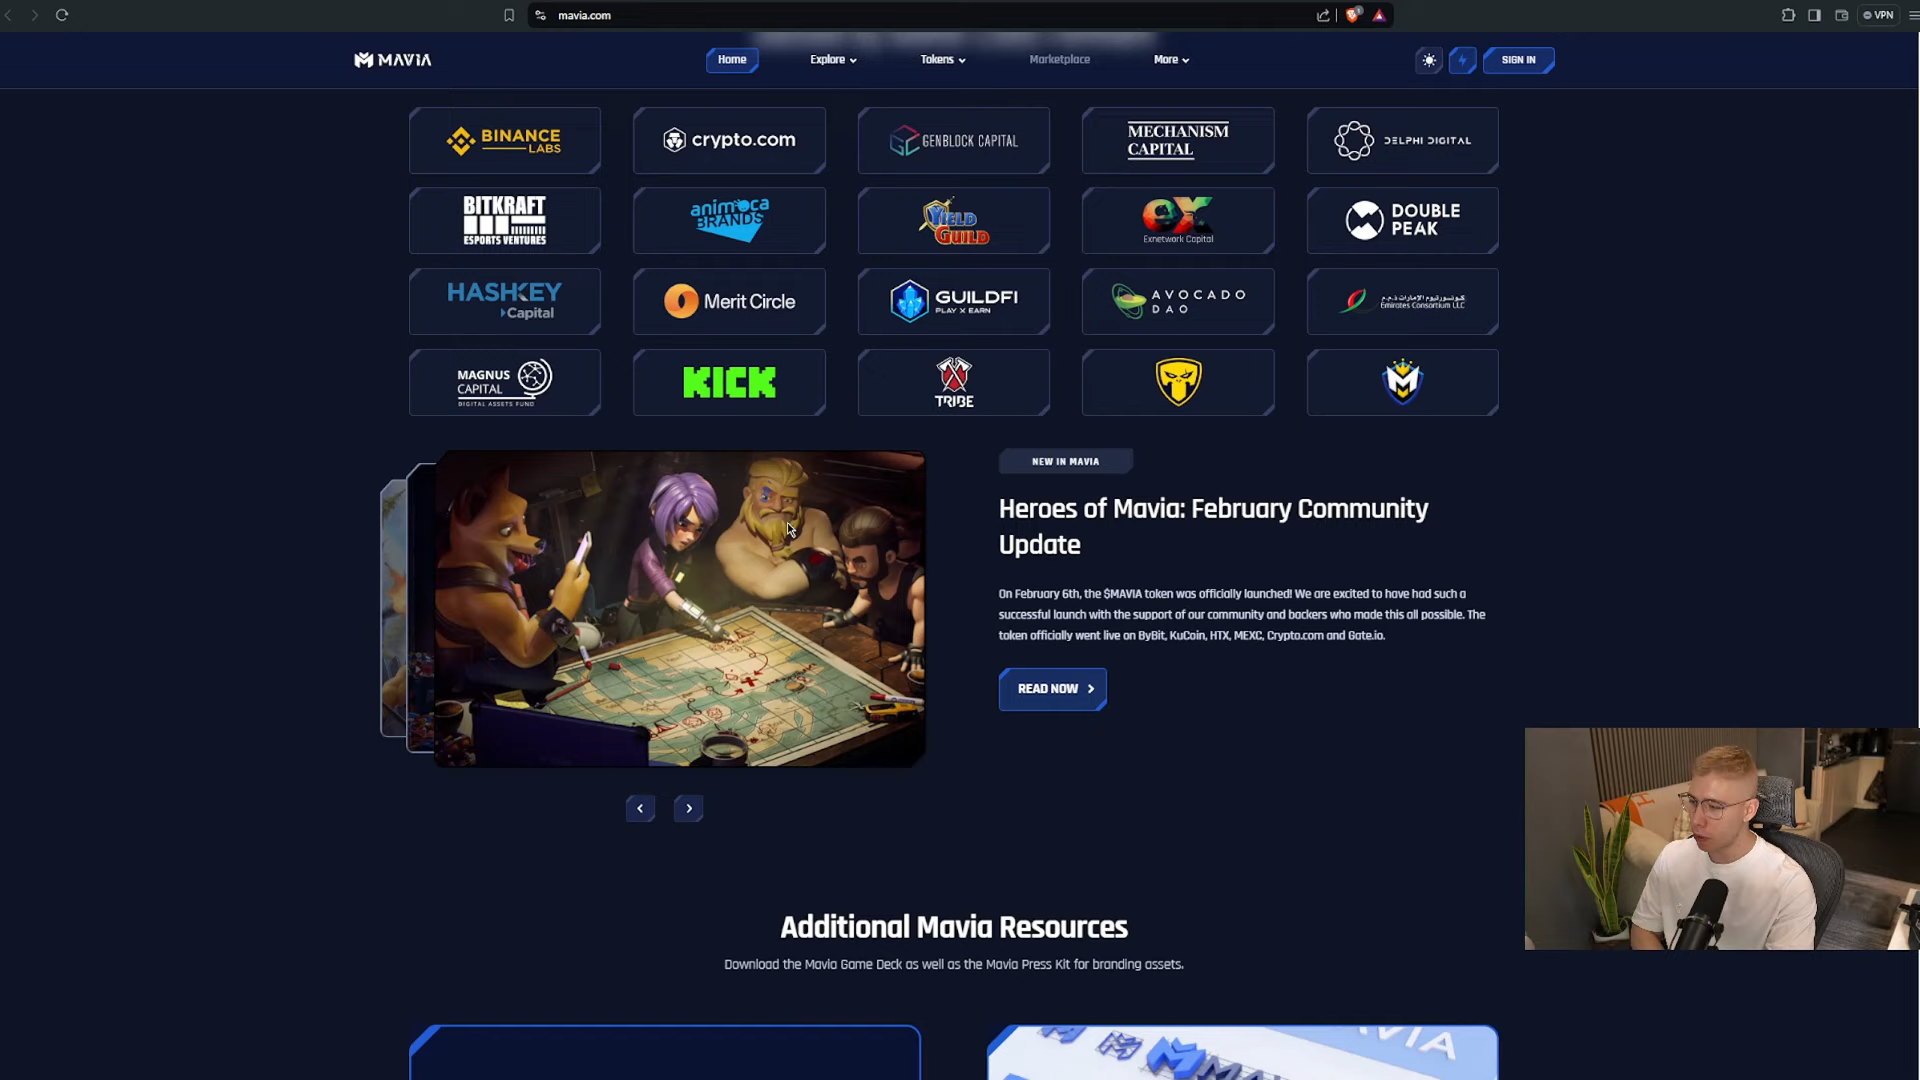 mavia.com
VPN
MAVIA
Home
Explore
Tokens
Marketplace
More
SIGN IN
BINANCE
LABS
crypto.com
GENBLOCK CAPITAL
MECHANISM
CAPITAL
DELPHI DIGITAL
BITKRAFT
ESPORTS VENTURES
animoca
BRANDS
YIELD
GUILD
ex
Exnetwork Capital
DOUBLE
PEAK
HASHKEY
Capital
Merit Circle
GUILDFI
PLAY X EARN
AVOCADO
DAO
Emirates Consortium LLC
MAGNUS
CAPITAL
DIGITAL ASSETS FUND
KICK
TRIBE
NEW IN MAVIA
Heroes of Mavia: February Community
Update
On February 6th, the $MAVIA token was officially launched! We are excited to have had such a
successful launch with the support of our community and backers who made this all possible. The
token officially went live on ByBit, KuCoin, HTX, MEXC, Crypto.com and Gate.io.
READ NOW
Additional Mavia Resources
Download the Mavia Game Deck as well as the Mavia Press Kit for branding assets.